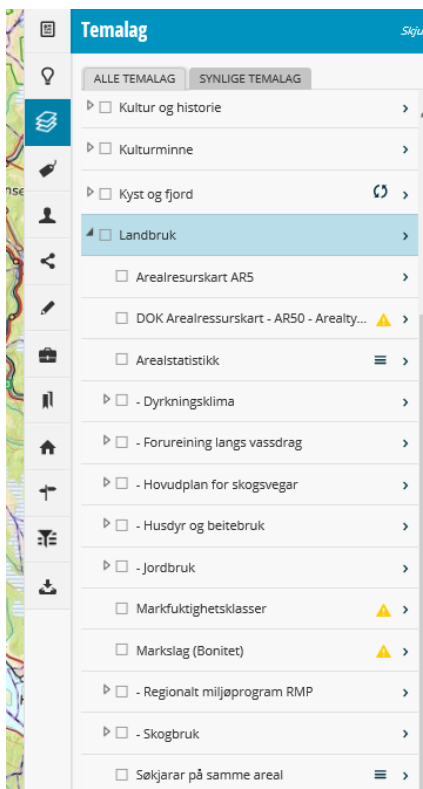 Temalag
Skju
ALLE TEMALAG
SYNLIGE TEMALAG
Kultur og historie
Kulturminne
Kyst og fjord
Landbruk
Arealresurskart AR5
DOK Arealressurskart - AR50 - Arealty...
Arealstatistikk
- Dyrkningsklima
- Forureining langs vassdrag
- Hovudplan for skogsvegar
- Husdyr og beitebruk
- Jordbruk
Markfuktighetsklasser
Markslag (Bonitet)
- Regionalt miljøprogram RMP
- Skogbruk
Søkjarar på samme areal